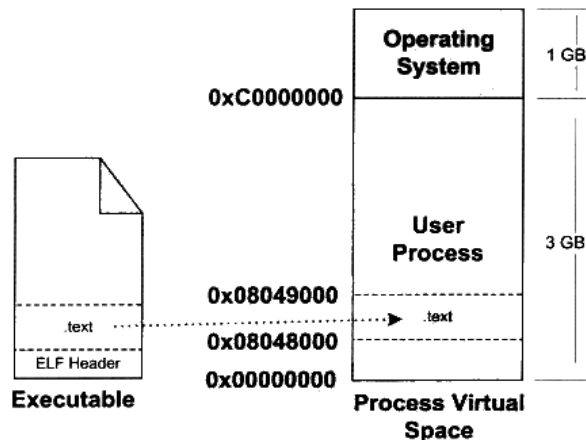 Operating
System
1 GB
0xC0000000
User
Process
3 GB
0x08049000
.text
.text
0x08048000
ELF Header
0x00000000
Executable
Process Virtual
Space